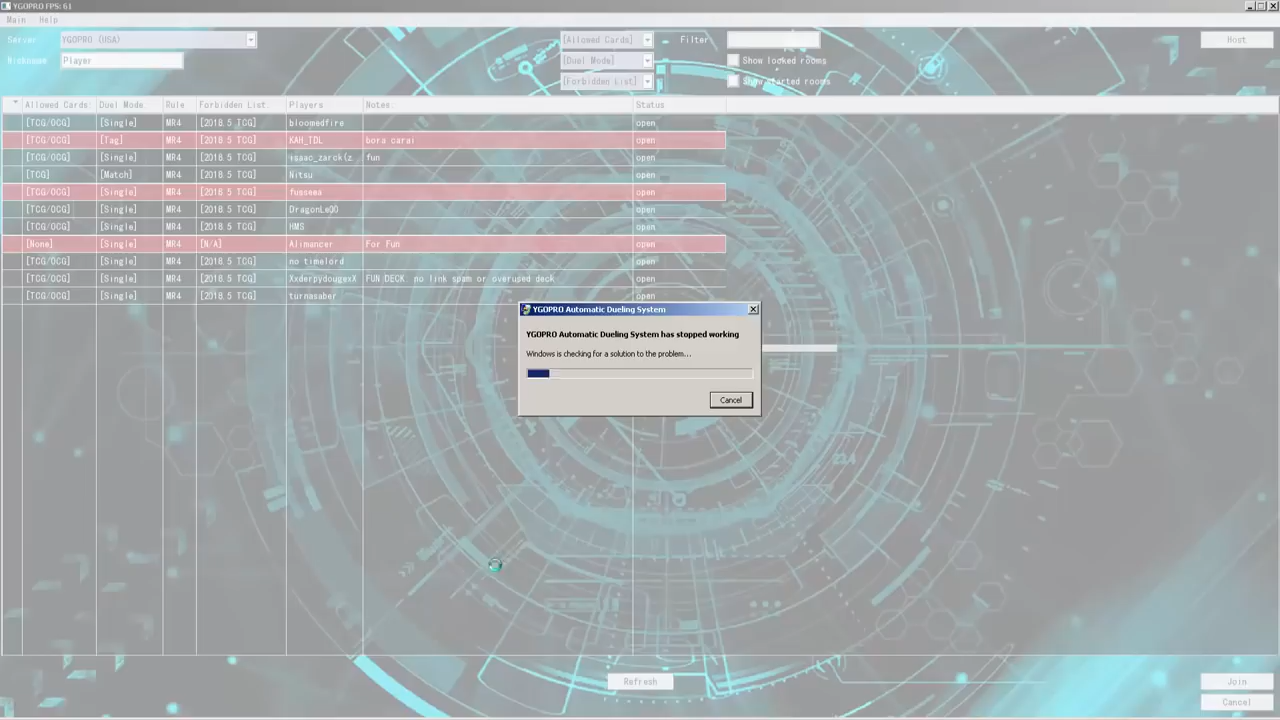 YGOPRO FPS: 61
Main Help
Server: YGOPRO (USA) [Allowed Cards] Filter
[Dual Mode] Show locked rooms
Nickname Player
[Forbidden List] Show started rooms
Host
Allowed Cards: Dual Mode Rule Forbidden List: Players Notes: Status
[TCG/OCG] [Single] MR4 [2018.5 TCG] bloomedfire open
[TCG/OCG] [Tag] MR4 [2018.5 TCG] KAH_TDL bora carai open
[TCG/OCG] [Single] MR4 [2018.5 TCG] isaac_zarck(z fun open
[TCG] [Match] MR4 [2018.5 TCG] Nitsu open
[TCG/OCG] [Single] MR4 [2018.5 TCG] open
[TCG/OCG] [Single] MR4 [2018.5 TCG] open
[TCG/OCG] [Single] MR4 [2018.5 TCG] HMS open
[None] [Single] MR4 [N/A] Alimancer For Fun open
[TCG/OCG] [Single] MR4 [2018.5 TCG] no timelord open
[TCG/OCG] [Single] MR4 [2018.5 TCG] XxderpydougexX FUN DECK no link spam or overused deck open
[TCG/OCG] [Single] MR4 [2018.5 TCG] turnasaber open
YGOPRO Automatic Dueling System
YGOPRO Automatic Dueling System has stopped working
Windows is checking for a solution to the problem...
Cancel
Refresh
Join
Cancel